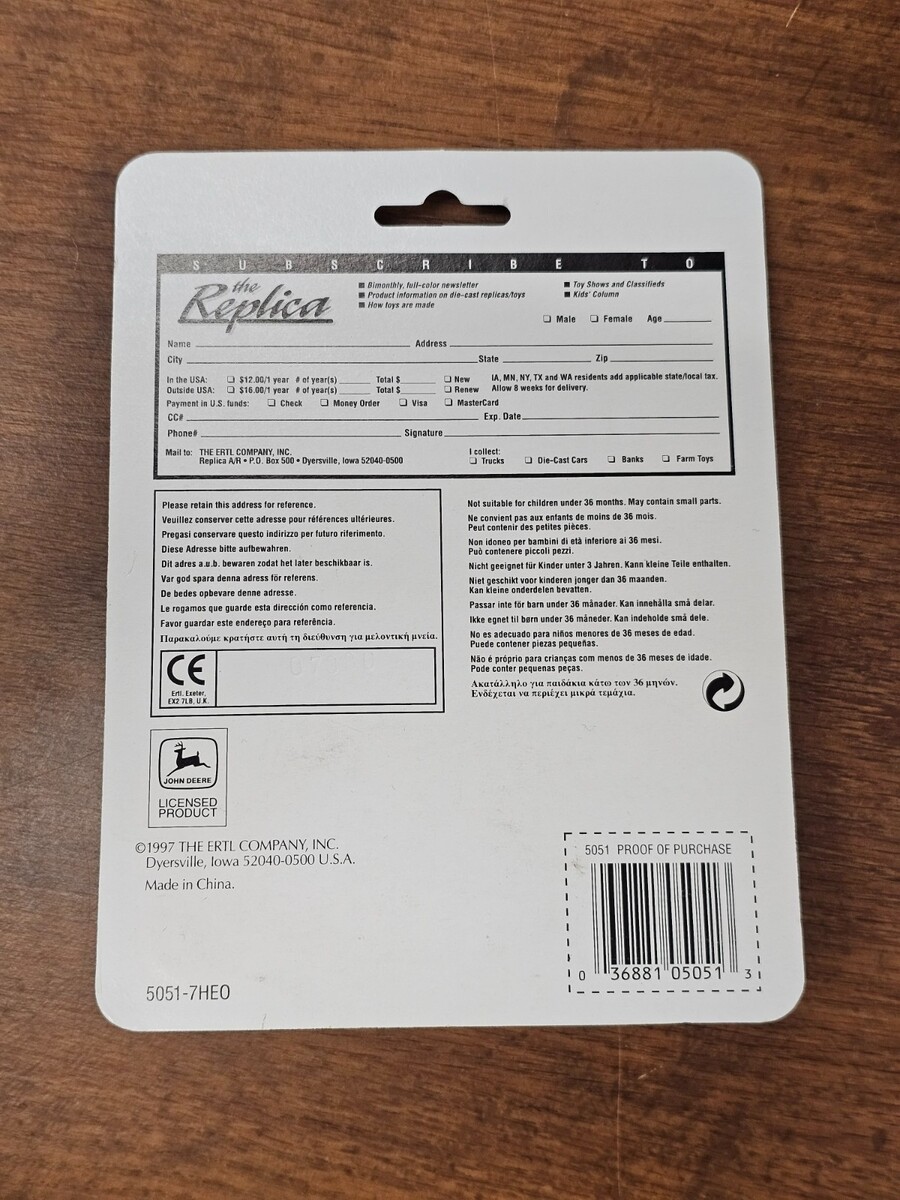 SUBSCRIBE TO
the
Replica
■ Bimonthly, full-color newsletter
■ Product information on die-cast replicas/toys
■ How toys are made
■ Toy Shows and Classifieds
■ Kids' Column
❏ Male ❏ Female Age
Name Address
City State Zip
In the USA: ❏ $12.00/1 year # of year(s) Total $ ❏ New
Outside USA: ❏ $16.00/1 year # of year(s) Total $ ❏ Renew
IA, MN, NY, TX and WA residents add applicable state/local tax.
Allow 8 weeks for delivery.
Payment in U.S. funds: ❏ Check ❏ Money Order ❏ Visa ❏ MasterCard
CC# Exp. Date
Phone# Signature
Mail to: THE ERTL COMPANY, INC.
Replica A/R • P.O. Box 500 • Dyersville, Iowa 52040-0500
I collect:
❏ Trucks ❏ Die-Cast Cars ❏ Banks ❏ Farm Toys
Please retain this address for reference.
Veuillez conserver cette adresse pour références ultérieures.
Pregasi conservare questo indirizzo per futuro riferimento.
Diese Adresse bitte aufbewahren.
Dit adres a.u.b. bewaren zodat het later beschikbaar is.
Var god spara denna adress för referens.
De bedes opbevare denne adresse.
Le rogamos que guarde esta dirección como referencia.
Favor guardar este endereço para referência.
Παρακαλούμε κρατήστε αυτή τη διεύθυνση για μελοντική μνεία.
CE
Ertl. Exeter,
EX2 7LB, U.K.
Not suitable for children under 36 months. May contain small parts.
Ne convient pas aux enfants de moins de 36 mois.
Peut contenir des petites pièces.
Non idoneo per bambini di età inferiore ai 36 mesi.
Può contenere piccoli pezzi.
Nicht geeignet für Kinder unter 3 Jahren. Kann kleine Teile enthalten.
Niet geschikt voor kinderen jonger dan 36 maanden.
Kan kleine onderdelen bevatten.
Passar inte för barn under 36 månader. Kan innehålla små delar.
Ikke egnet til børn under 36 måneder. Kan indeholde små dele.
No es adecuado para niños menores de 36 meses de edad.
Puede contener piezas pequeñas.
Não é próprio para crianças com menos de 36 meses de idade.
Pode conter pequenas peças.
Ακατάλληλο για παιδάκια κάτω των 36 μηνών.
Ενδέχεται να περιέχει μικρά τεμάχια.
JOHN DEERE
LICENSED
PRODUCT
©1997 THE ERTL COMPANY, INC.
Dyersville, Iowa 52040-0500 U.S.A.
Made in China.
5051-7HEO
5051 PROOF OF PURCHASE
0 36881 05051 3